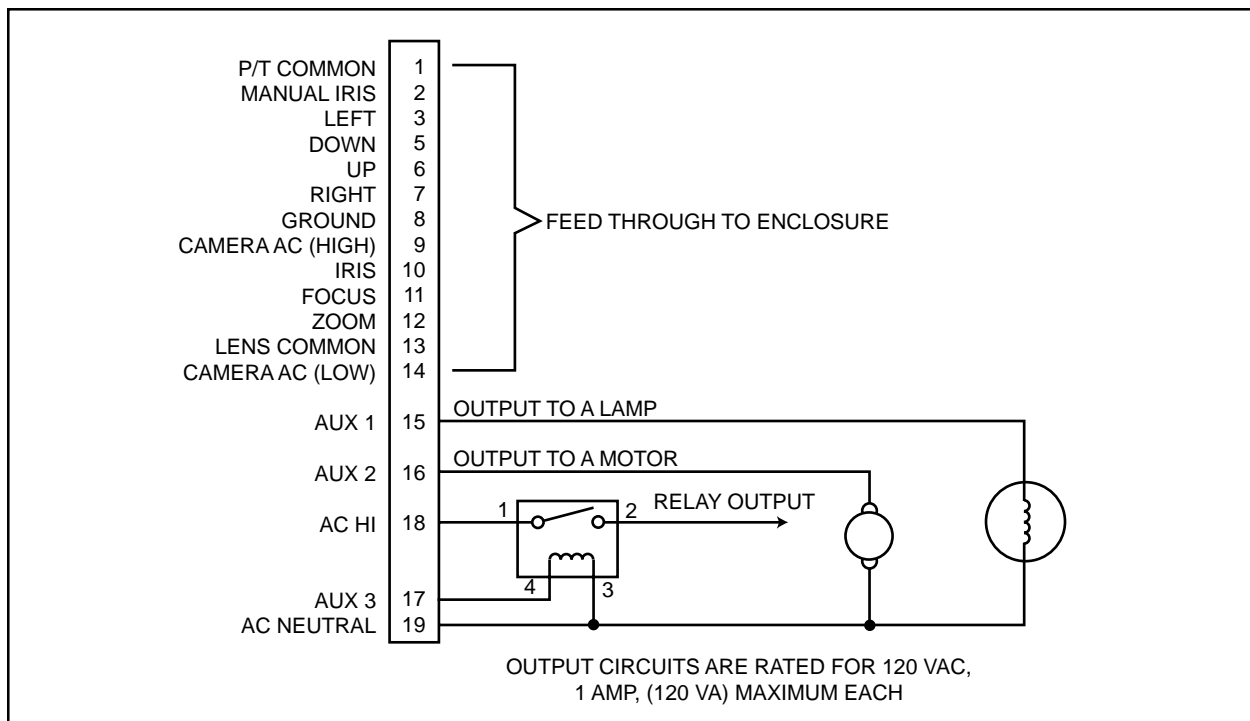 P/T COMMON 1
MANUAL IRIS 2
LEFT 3
DOWN 5
UP 6
RIGHT 7
GROUND 8
FEED THROUGH TO ENCLOSURE
CAMERA AC (HIGH) 9
IRIS 10
FOCUS 11
ZOOM 12
LENS COMMON 13
CAMERA AC (LOW) 14
AUX 1 15 OUTPUT TO A LAMP
AUX 2 16 OUTPUT TO A MOTOR
AC HI 18 1 2 RELAY OUTPUT
4 3
AUX 3 17
AC NEUTRAL 19
OUTPUT CIRCUITS ARE RATED FOR 120 VAC,
1 AMP, (120 VA) MAXIMUM EACH